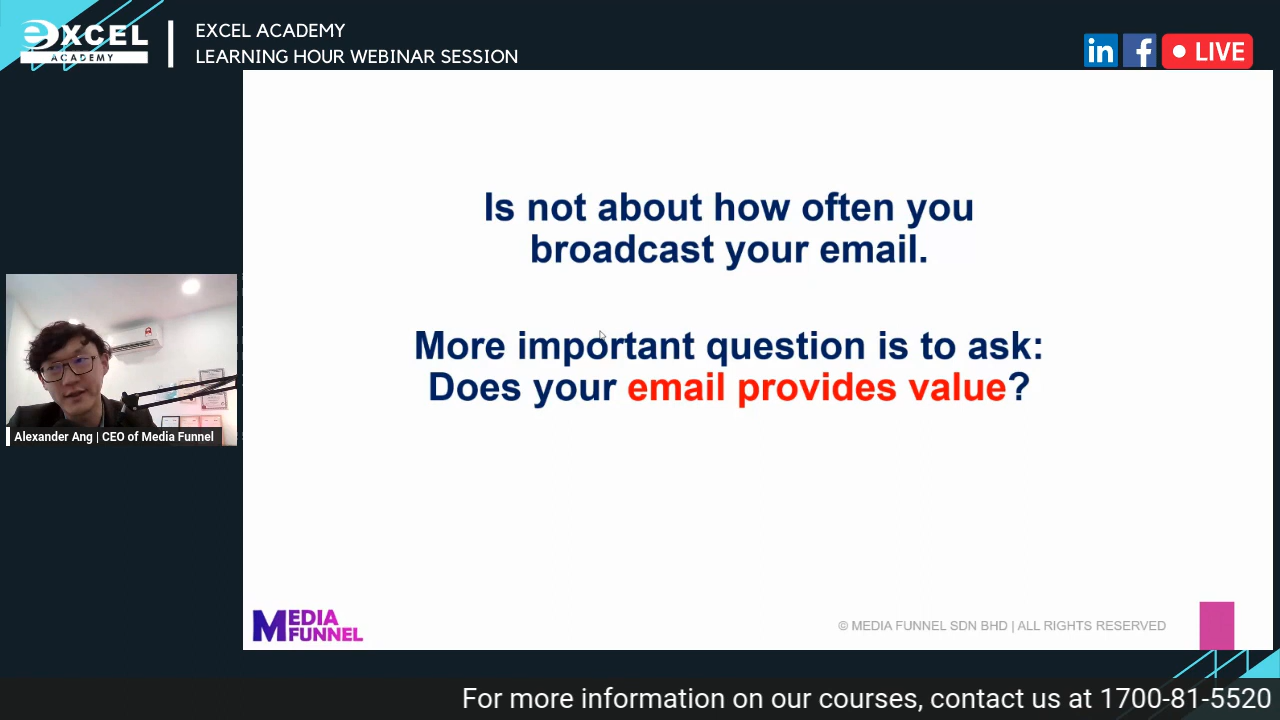 eXCEL
ACADEMY
EXCEL ACADEMY
LEARNING HOUR WEBINAR SESSION
in
f
LIVE
Is not about how often you
broadcast your email.
More important question is to ask:
Does your email provides value?
Alexander Ang | CEO of Media Funnel
MEDIA
FUNNEL
© MEDIA FUNNEL SDN BHD | ALL RIGHTS RESERVED
For more information on our courses, contact us at 1700-81-5520